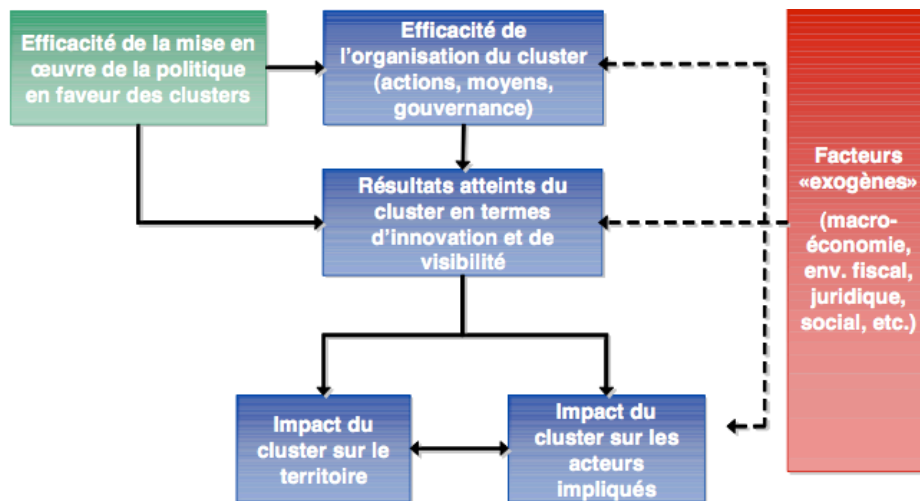 Efficacité de la mise en
œuvre de la politique
en faveur des clusters
Efficacité de
l’organisation du cluster
(actions, moyens,
gouvernance)
Résultats atteints du
cluster en termes
d’innovation et de
visibilité
Impact du
cluster sur le
territoire
Impact du
cluster sur les
acteurs
impliqués
Facteurs
«exogènes»
(macro-
économie,
env. fiscal,
juridique,
social, etc.)